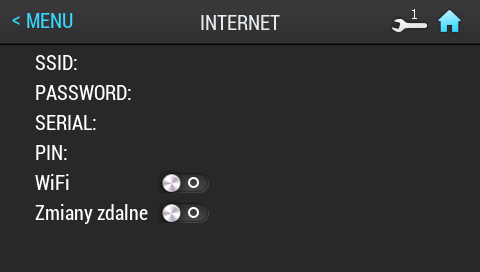 < MENU
INTERNET
1
SSID:
PASSWORD:
SERIAL:
PIN:
WiFi
Zmiany zdalne